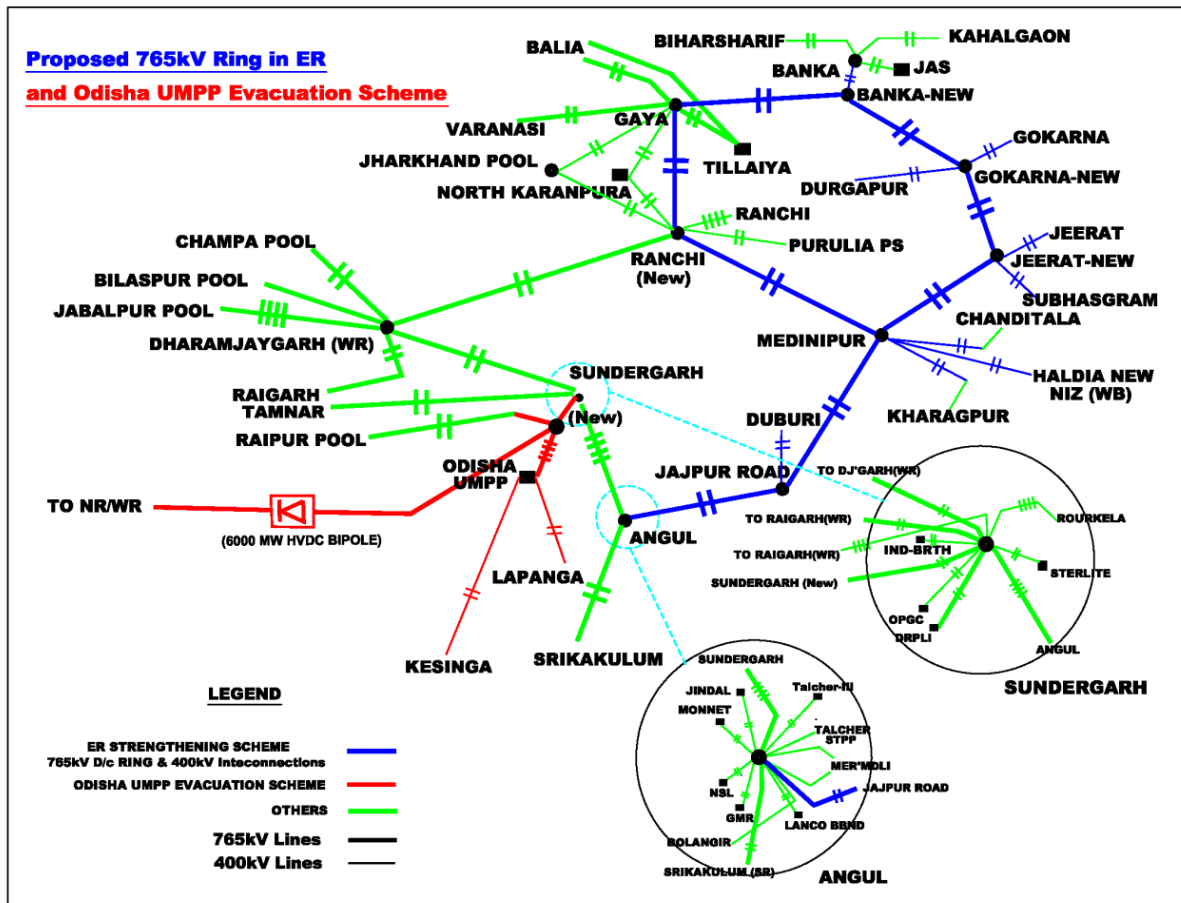 Proposed 765kV Ring in ER
and Odisha UMPP Evacuation Scheme
BALIA
BIHARSHARIF
KAHALGAON
BANKA
JAS
BANKA-NEW
VARANASI
GAYA
TILLAIYA
JHARKHAND POOL
NORTH KARANPURA
GOKARNA
DURGAPUR
GOKARNA-NEW
RANCHI
PURULIA PS
RANCHI
(New)
JEERAT
JEERAT-NEW
SUBHASGRAM
CHAMPA POOL
BILASPUR POOL
JABALPUR POOL
DHARAMJAYGARH (WR)
MEDINIPUR
CHANDITALA
HALDIA NEW
NIZ (WB)
KHARAGPUR
RAIGARH
TAMNAR
RAIPUR POOL
SUNDERGARH
(New)
ODISHA
UMPP
DUBURI
JAJPUR ROAD
TO NR/WR
(6000 MW HVDC BIPOLE)
ANGUL
LAPANGA
KESINGA
SRIKAKULUM
TO DJ'GARH(WR)
TO RAIGARH(WR)
ROURKELA
IND-BRTH
TO RAIGARH(WR)
STERLITE
SUNDERGARH (New)
OPGC
DRPLI
ANGUL
SUNDERGARH
SUNDERGARH
JINDAL
Talcher-III
MONNET
TALCHER
STPP
MER'MDLI
JAJPUR ROAD
NSL
GMR
LANCO BBND
BOLANGIR
SRIKAKULUM (SR)
ANGUL
LEGEND
ER STRENGTHENING SCHEME
765kV D/c RING & 400kV Inteconnections
ODISHA UMPP EVACUATION SCHEME
OTHERS
765kV Lines
400kV Lines